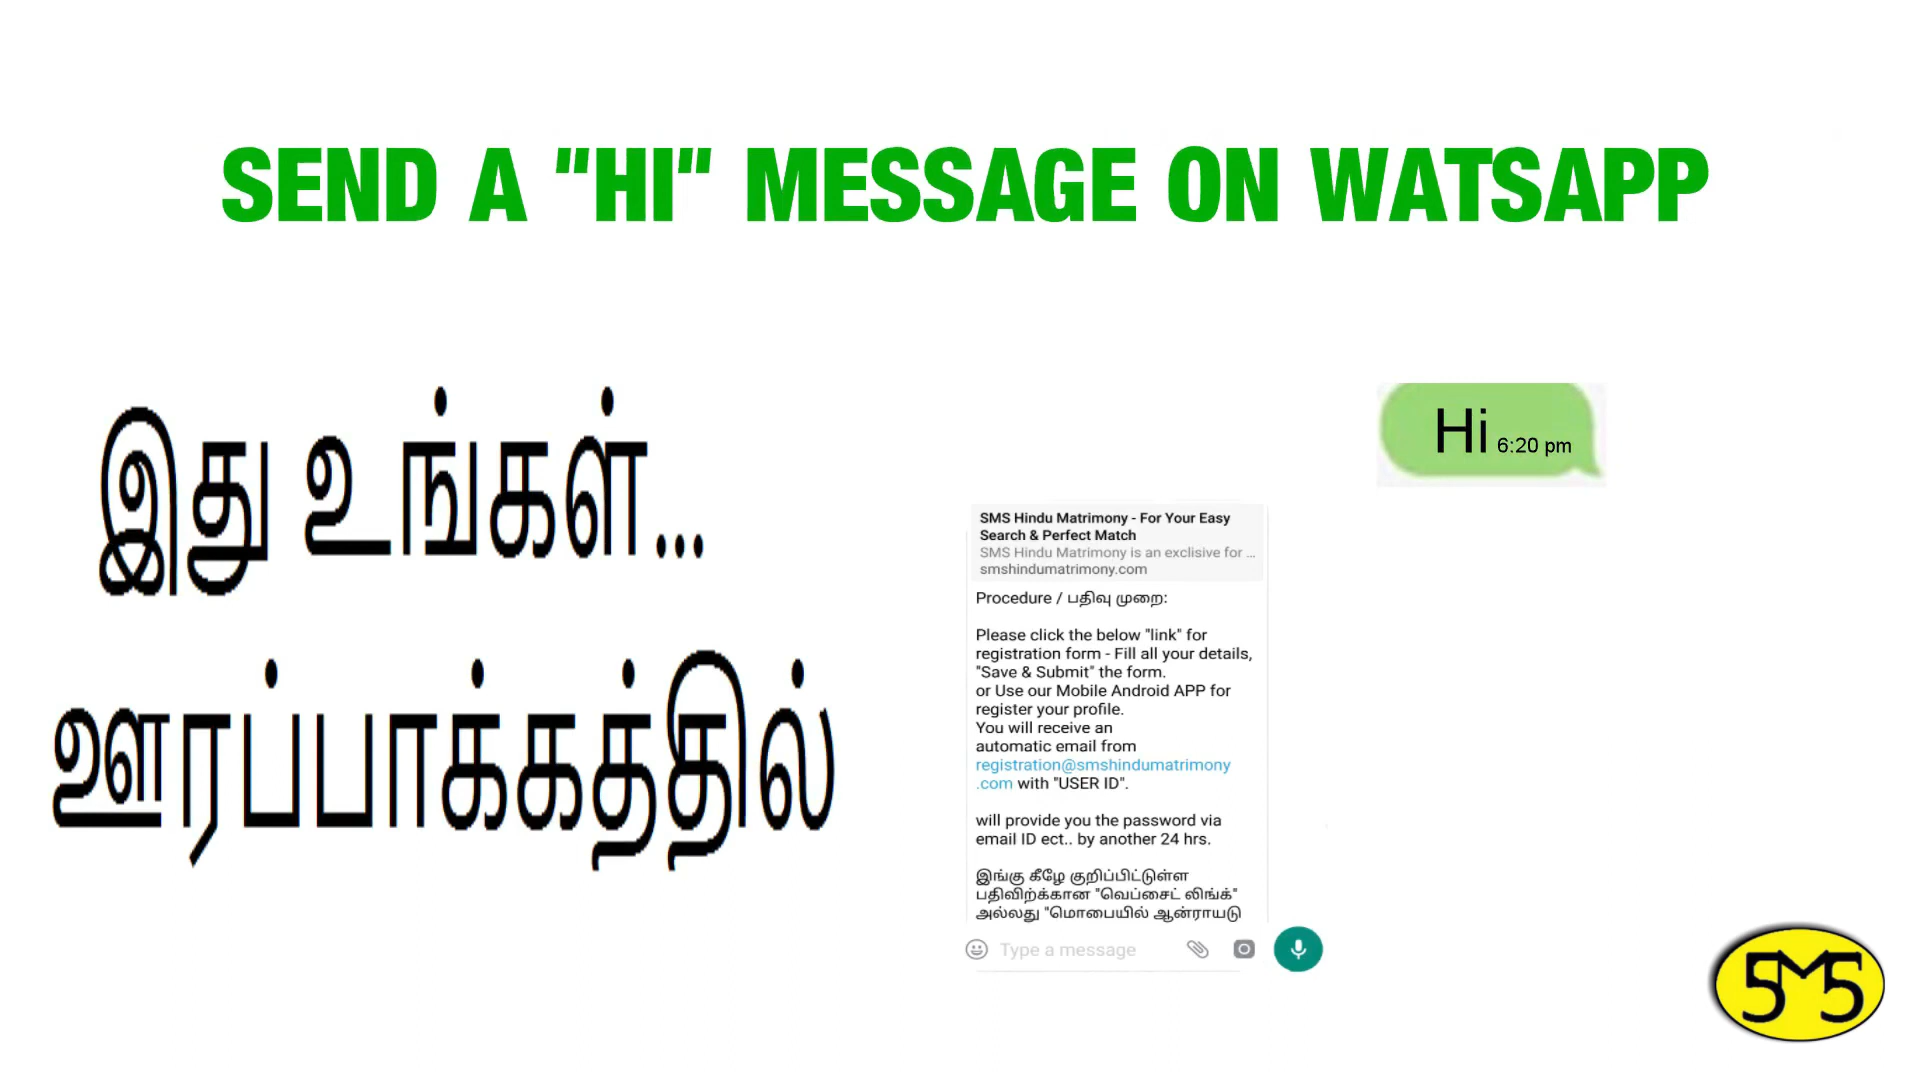 SEND A "HI" MESSAGE ON WATSAPP
இது உங்கள்...
ஊரப்பாக்கத்தில்
Hi 6:20 pm
SMS Hindu Matrimony - For Your Easy
Search & Perfect Match
SMS Hindu Matrimony is an exclisive for ...
smshindumatrimony.com
Procedure / பதிவு முறை:
Please click the below "link" for
registration form - Fill all your details,
"Save & Submit" the form.
or Use our Mobile Android APP for
register your profile.
You will receive an
automatic email from
registration@smshindumatrimony
.com with "USER ID".
will provide you the password via
email ID ect.. by another 24 hrs.
இங்கு கீழே குறிப்பிட்டுள்ள
பதிவிற்க்கான "வெப்சைட் லிங்க்"
அல்லது "மொபையில் ஆன்ராயடு
Type a message
SMS